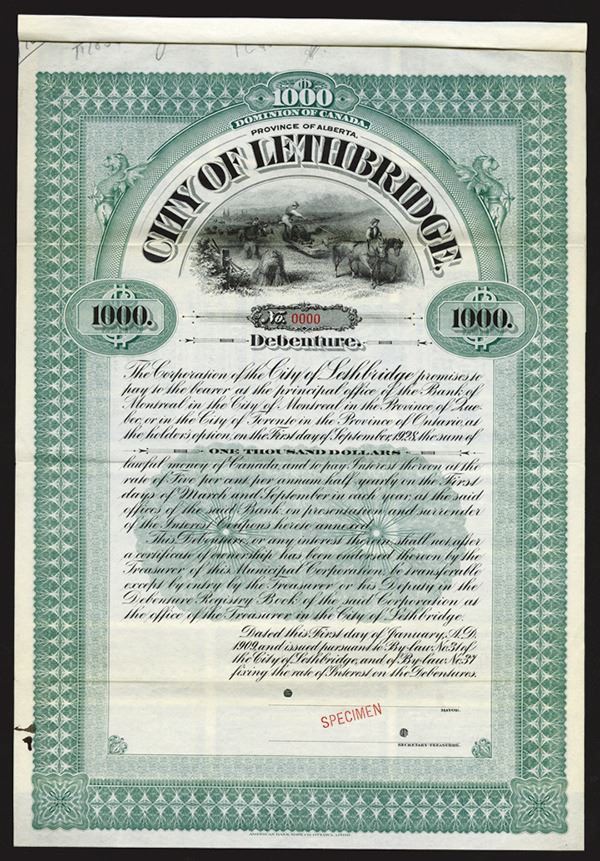 1000
DOMINION OF CANADA.
PROVINCE OF ALBERTA.
CITY OF LETHBRIDGE.
1000.
1000.
No. 0000
Debenture.
The Corporation of the City of Lethbridge promises to
pay to the bearer at the principal office of the Bank of
Montreal in the City of Montreal in the Province of Que-
bec, or in the City of Toronto in the Province of Ontario, at
the holder's option, on the First day of September, 1928, the sum of
ONE THOUSAND DOLLARS
lawful money of Canada, and to pay Interest thereon at the
rate of Five per cent per annum half yearly on the First
days of March and September in each year, at the said
offices of the said Bank, on presentation and surrender
of the Interest Coupons hereto annexed.
This Debenture, or any interest therein, shall not, after
a certificate of ownership has been endorsed thereon by the
Treasurer of this Municipal Corporation, be transferable
except by entry by the Treasurer or his Deputy in the
Debenture Registry Book of the said Corporation at
the office of the Treasurer in the City of Lethbridge.
Dated this First day of January, A.D.
1909, and issued pursuant to By-law No. 31 of
the City of Lethbridge, and of By-law No. 37
fixing the rate of Interest on the Debentures.
MAYOR.
SPECIMEN
SECRETARY-TREASURER.
AMERICAN BANK NOTE CO. OTTAWA.